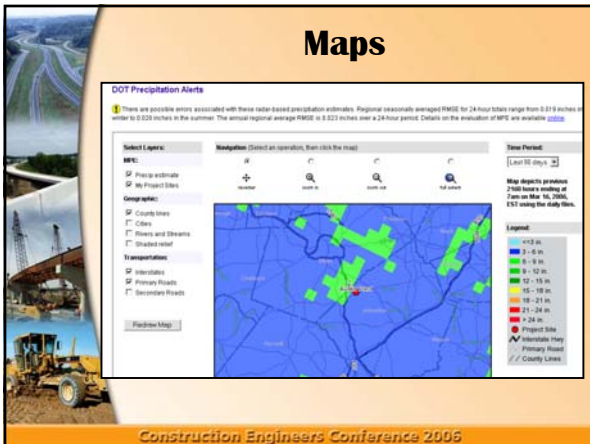 Maps
DOT Precipitation Alerts
There are possible errors associated with these radar-based precipitation estimates. Regional seasonally averaged RMSE for 24-hour totals range from 0.019 inches in
winter to 0.028 inches in the summer. The annual regional average RMSE is 0.023 inches over a 24-hour period. Details on the evaluation of MPE are available online.
Select Layers:
MPE:
Precip estimate
My Project Sites
Geographic:
County lines
Cities
Rivers and Streams
Shaded relief
Transportation:
Interstates
Primary Roads
Secondary Roads
Redraw Map
Navigation (Select an operation, then click the map)
recenter
zoom in
zoom out
full extent
Time Period:
Last 90 days
Map depicts previous
2160 hours ending at
7am on Mar 16, 2006,
EST using the daily files.
Legend:
<=3 in.
3 - 6 in.
6 - 9 in.
9 - 12 in.
12 - 15 in.
15 - 18 in.
18 - 21 in.
21 - 24 in.
> 24 in.
Project Site
Interstate Hwy
Primary Road
County Lines
Construction Engineers Conference 2006